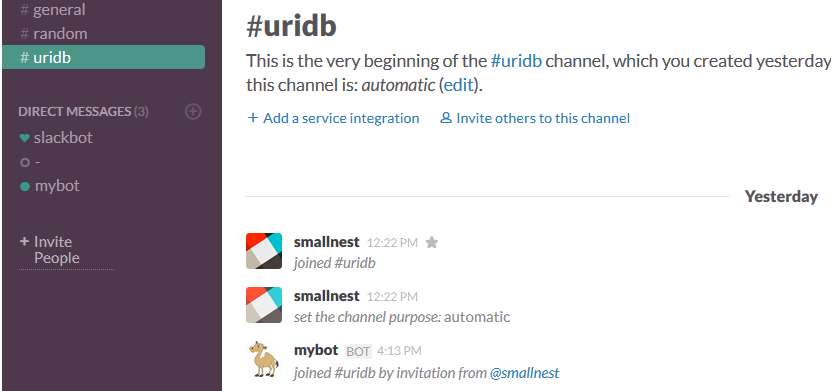 # general
# random
# uridb
DIRECT MESSAGES (3)
slackbot
-
mybot
+ Invite
People
#uridb
This is the very beginning of the #uridb channel, which you created yesterday
this channel is: automatic (edit).
+ Add a service integration Invite others to this channel
Yesterday
smallnest 12:22 PM
joined #uridb
smallnest 12:22 PM
set the channel purpose: automatic
mybot BOT 4:13 PM
joined #uridb by invitation from @smallnest